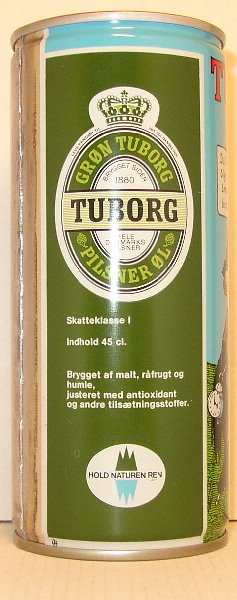 GRØN TUBORG
BRYGGET SIDEN
1880
TUBORG
HELE
DANMARKS
PILSNER
PILSNER ØL
Skatteklasse I
Indhold 45 cl.
Brygget af malt, råfrugt og
humle,
justeret med antioxidant
og andre tilsætningsstoffer.
HOLD NATUREN REN
T